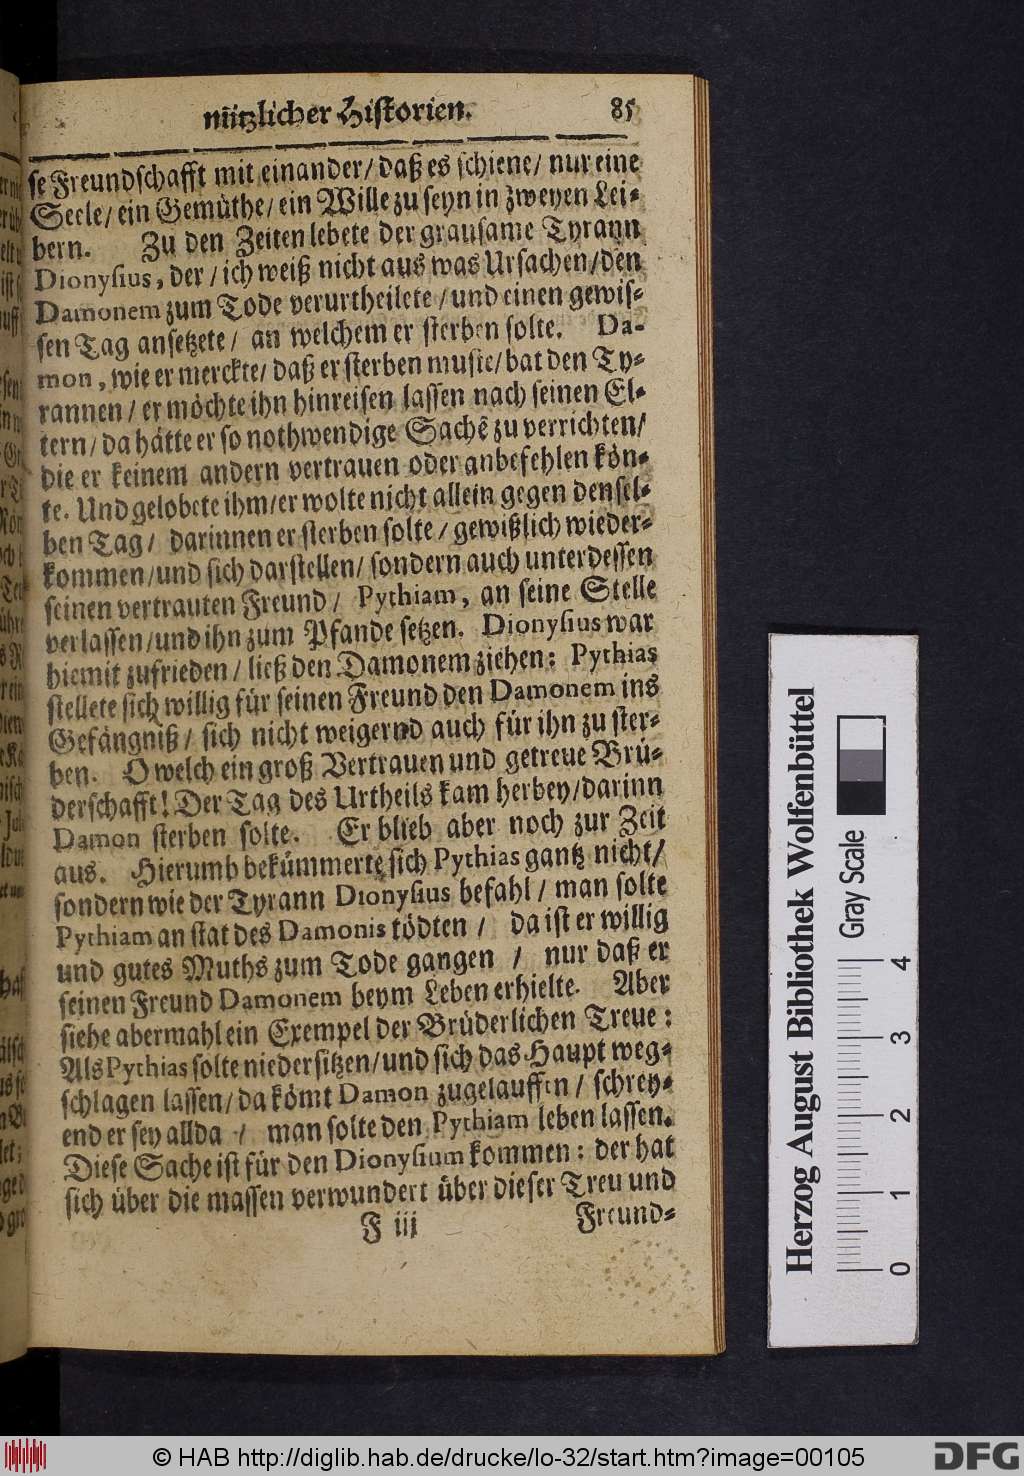 nützlicher Historien. 85
se Freundschafft mit einander/ daß es schiene/ nur eine
Seele/ ein Gemüthe/ ein Wille zu seyn in zweyen Lei-
bern. Zu den Zeiten lebete der grausame Tyrann
Dionysius, der/ ich weiß nicht aus was Ursachen/ den
Damonem zum Tode verurtheilete/ und einen gewis-
sen Tag ansetzete/ an welchem er sterben solte. Da-
mon, wie er merckte/ daß er sterben muste/ bat den Ty-
rannen/ er möchte ihn hinreisen lassen nach seinen El-
tern/ da hätte er so nothwendige Sachẽ zu verrichten/
die er keinem andern vertrauen oder anbefehlen kön-
te. Und gelobete ihm/ er wolte nicht allein gegen densel-
ben Tag/ darinnen er sterben solte/ gewißlich wieder-
kommen/ und sich darstellen/ sondern auch unterdessen
seinen vertrauten Freund/ Pythiam, an seine Stelle
verlassen/ und ihn zum Pfande setzen. Dionysius war
hiemit zufrieden/ ließ den Damonem ziehen: Pythias
stellete sich willig für seinen Freund den Damonem ins
Gefängniß/ sich nicht weigernd auch für ihn zu ster-
ben. O welch ein groß Vertrauen und getreue Brü-
derschafft! Der Tag des Urtheils kam herbey/ darinn
Damon sterben solte. Er blieb aber noch zur Zeit
aus. Hierumb bekümmerte sich Pythias gantz nicht/
sondern wie der Tyrann Dionysius befahl/ man solte
Pythiam an stat des Damonis tödten/ da ist er willig
und gutes Muths zum Tode gangen/ nur daß er
seinen Freund Damonem beym Leben erhielte. Aber
siehe abermahl ein Exempel der Brüderlichen Treue:
Als Pythias solte niedersitzen/ und sich das Haupt weg-
schlagen lassen/ da kömt Damon zugelauffen/ schrey-
end er sey allda/ man solte den Pythiam leben lassen.
Diese Sache ist für den Dionysium kommen: der hat
sich über die massen verwundert über dieser Treu und
F iii Freund-
Herzog August Bibliothek Wolfenbüttel
Gray Scale
0 1 2 3 4
© HAB http://diglib.hab.de/drucke/lo-32/start.htm?image=00105
DFG